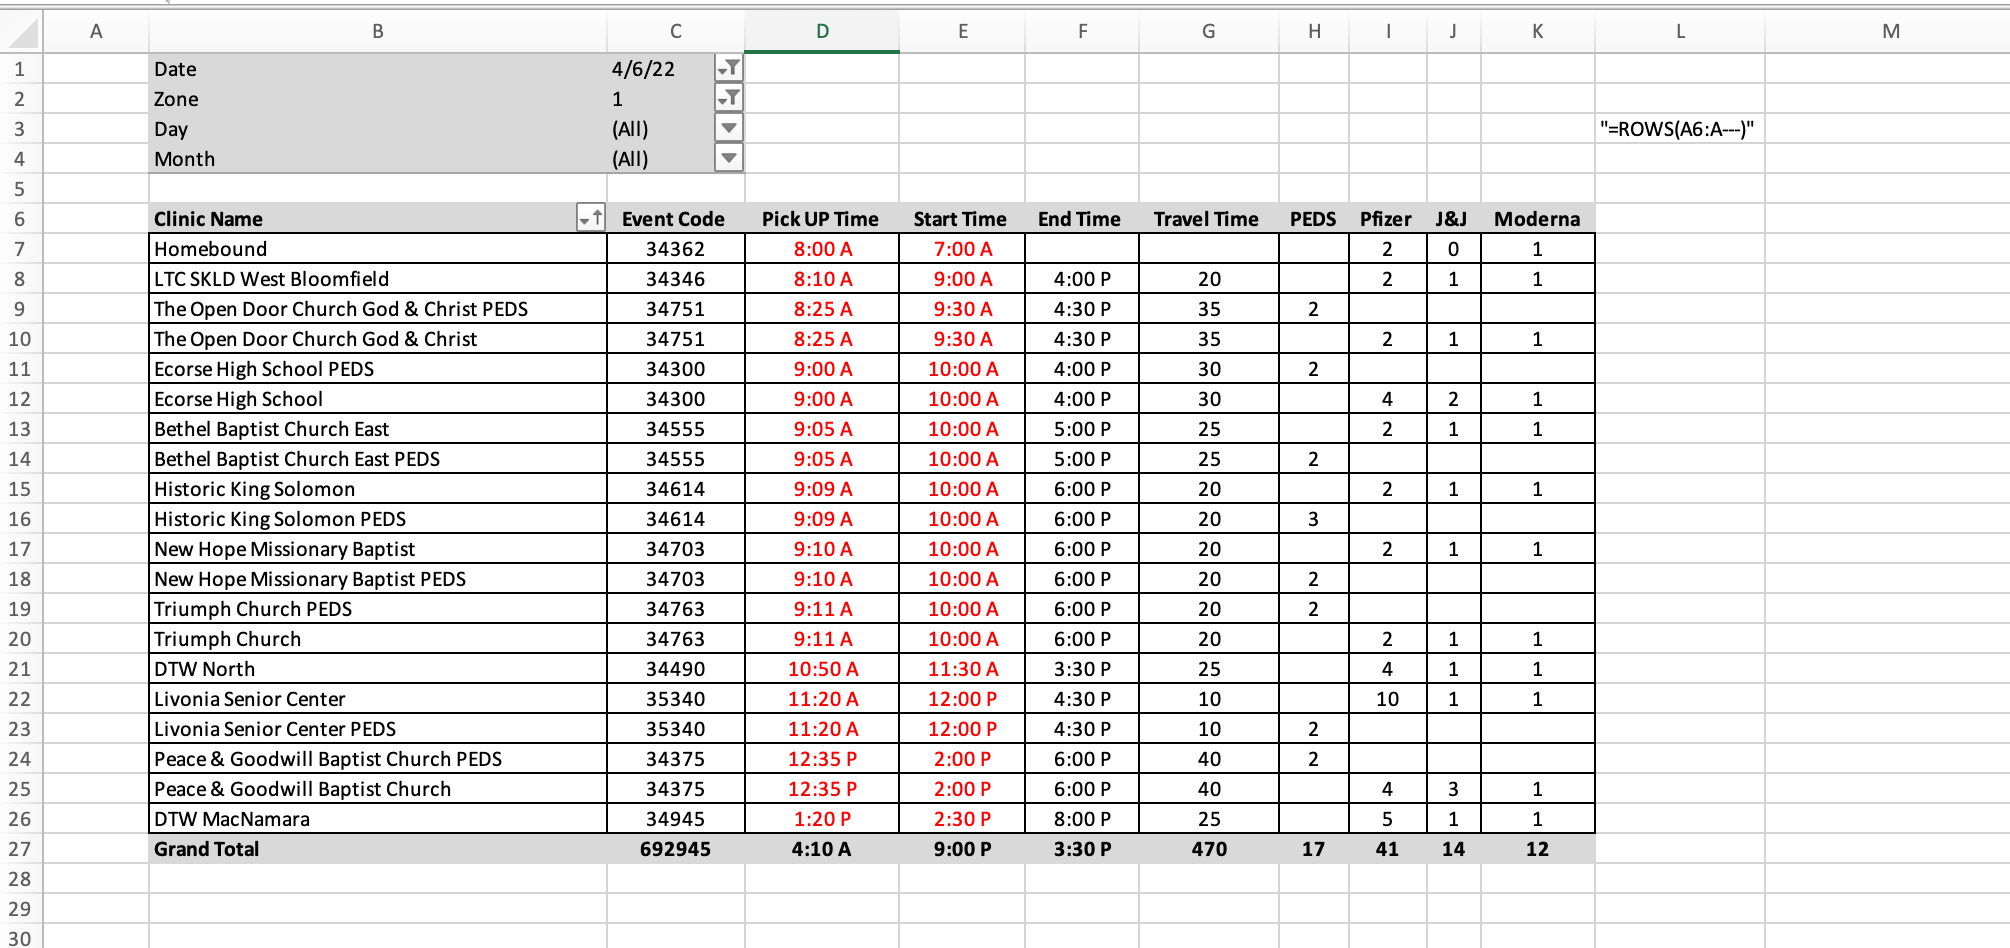 A B C D E F G H I J K L M
1 Date 4/6/22
2 Zone 1
3 Day (All) "=ROWS(A6:A---)"
4 Month (All)
5
6 Clinic Name Event Code Pick UP Time Start Time End Time Travel Time PEDS Pfizer J&J Moderna
7 Homebound 34362 8:00 A 7:00 A 2 0 1
8 LTC SKLD West Bloomfield 34346 8:10 A 9:00 A 4:00 P 20 2 1 1
9 The Open Door Church God & Christ PEDS 34751 8:25 A 9:30 A 4:30 P 35 2
10 The Open Door Church God & Christ 34751 8:25 A 9:30 A 4:30 P 35 2 1 1
11 Ecorse High School PEDS 34300 9:00 A 10:00 A 4:00 P 30 2
12 Ecorse High School 34300 9:00 A 10:00 A 4:00 P 30 4 2 1
13 Bethel Baptist Church East 34555 9:05 A 10:00 A 5:00 P 25 2 1 1
14 Bethel Baptist Church East PEDS 34555 9:05 A 10:00 A 5:00 P 25 2
15 Historic King Solomon 34614 9:09 A 10:00 A 6:00 P 20 2 1 1
16 Historic King Solomon PEDS 34614 9:09 A 10:00 A 6:00 P 20 3
17 New Hope Missionary Baptist 34703 9:10 A 10:00 A 6:00 P 20 2 1 1
18 New Hope Missionary Baptist PEDS 34703 9:10 A 10:00 A 6:00 P 20 2
19 Triumph Church PEDS 34763 9:11 A 10:00 A 6:00 P 20 2
20 Triumph Church 34763 9:11 A 10:00 A 6:00 P 20 2 1 1
21 DTW North 34490 10:50 A 11:30 A 3:30 P 25 4 1 1
22 Livonia Senior Center 35340 11:20 A 12:00 P 4:30 P 10 10 1 1
23 Livonia Senior Center PEDS 35340 11:20 A 12:00 P 4:30 P 10 2
24 Peace & Goodwill Baptist Church PEDS 34375 12:35 P 2:00 P 6:00 P 40 2
25 Peace & Goodwill Baptist Church 34375 12:35 P 2:00 P 6:00 P 40 4 3 1
26 DTW MacNamara 34945 1:20 P 2:30 P 8:00 P 25 5 1 1
27 Grand Total 692945 4:10 A 9:00 P 3:30 P 470 17 41 14 12
28
29
30